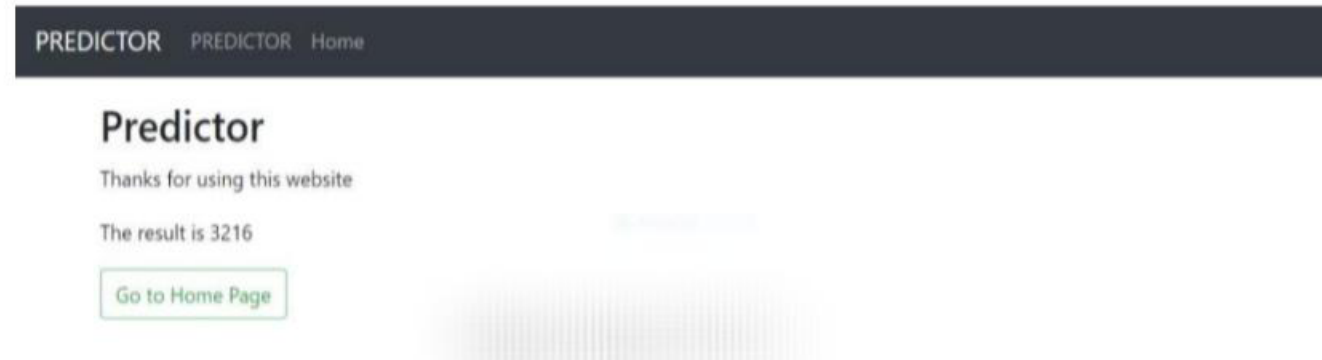 PREDICTOR PREDICTOR Home
Predictor
Thanks for using this website
The result is 3216
Go to Home Page